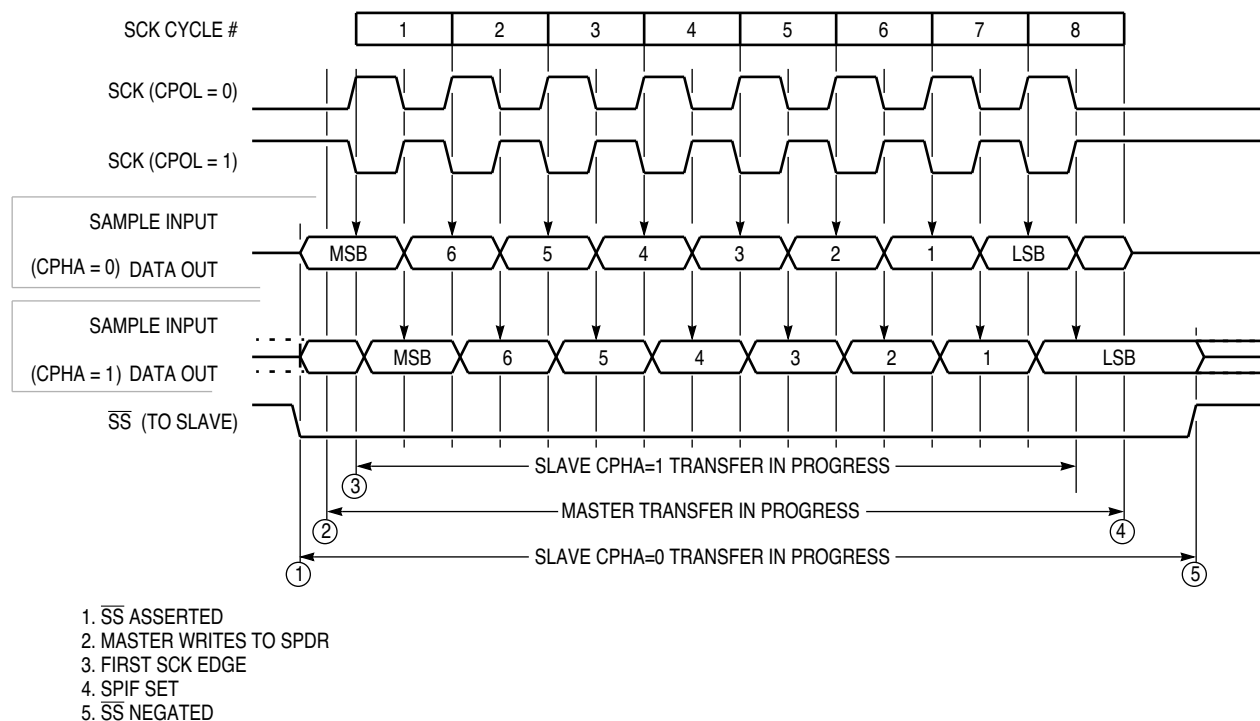 SCK CYCLE # 1 2 3 4 5 6 7 8
SCK (CPOL = 0)
SCK (CPOL = 1)
SAMPLE INPUT
(CPHA = 0) DATA OUT MSB 6 5 4 3 2 1 LSB
SAMPLE INPUT
(CPHA = 1) DATA OUT MSB 6 5 4 3 2 1 LSB
SS (TO SLAVE)
SLAVE CPHA=1 TRANSFER IN PROGRESS
3
MASTER TRANSFER IN PROGRESS
2 4
SLAVE CPHA=0 TRANSFER IN PROGRESS
1 5
1. SS ASSERTED
2. MASTER WRITES TO SPDR
3. FIRST SCK EDGE
4. SPIF SET
5. SS NEGATED